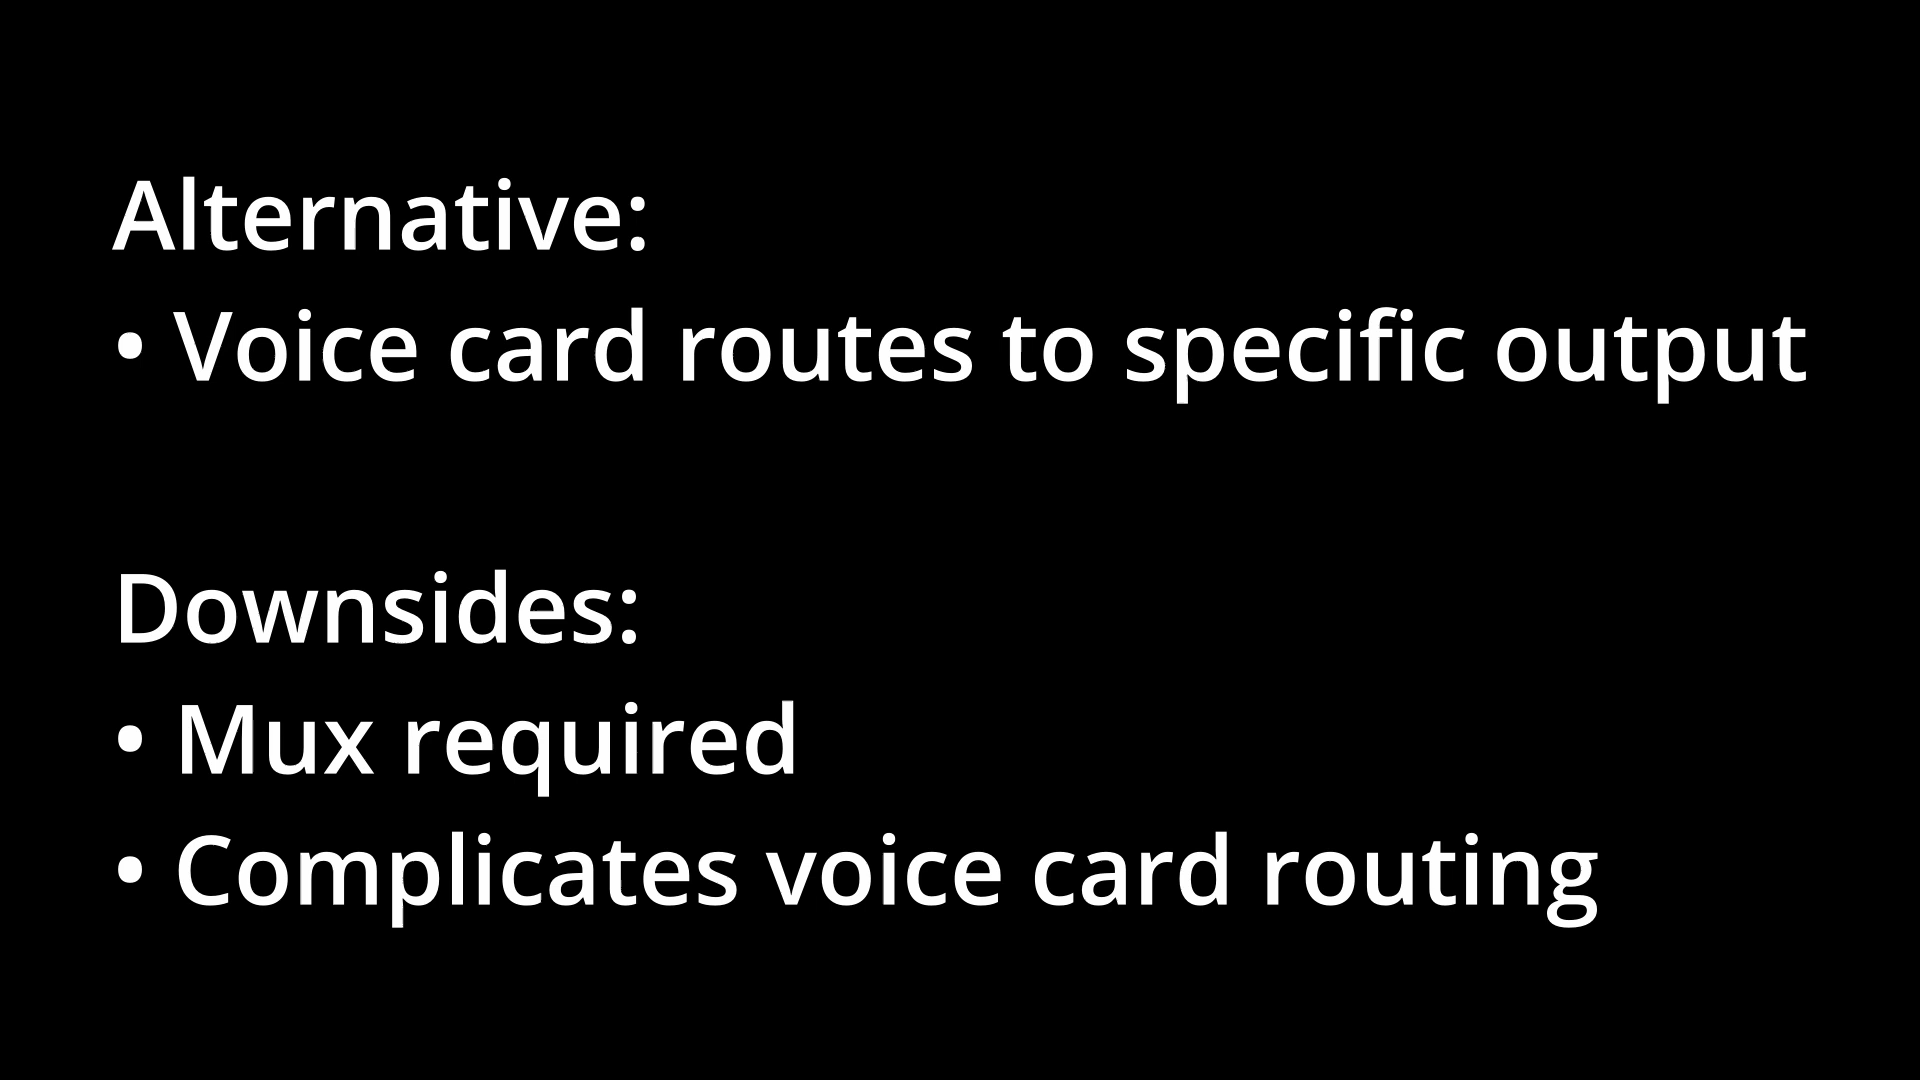 Alternative:
• Voice card routes to specific output
Downsides:
• Mux required
• Complicates voice card routing